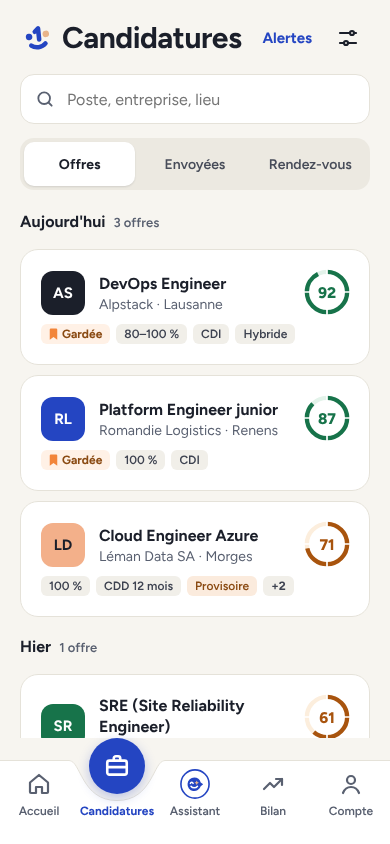 Candidatures
Alertes
Poste, entreprise, lieu
Offres
Envoyées
Rendez-vous
Aujourd'hui 3 offres
AS
DevOps Engineer
Alpstack · Lausanne
92
Gardée 80–100 % CDI Hybride
RL
Platform Engineer junior
Romandie Logistics · Renens
87
Gardée 100 % CDI
LD
Cloud Engineer Azure
Léman Data SA · Morges
71
100 % CDD 12 mois Provisoire +2
Hier 1 offre
SR
SRE (Site Reliability
Engineer)
61
Accueil Candidatures Assistant Bilan Compte